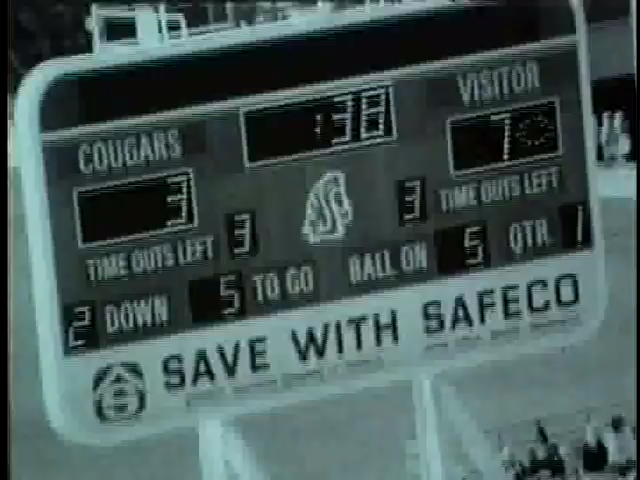 VISITOR
:38
COUGARS
7
3
TIME OUTS LEFT 3
3 TIME OUTS LEFT
2 DOWN 5 TO GO BALL ON 5 QTR. 1
SAVE WITH SAFECO